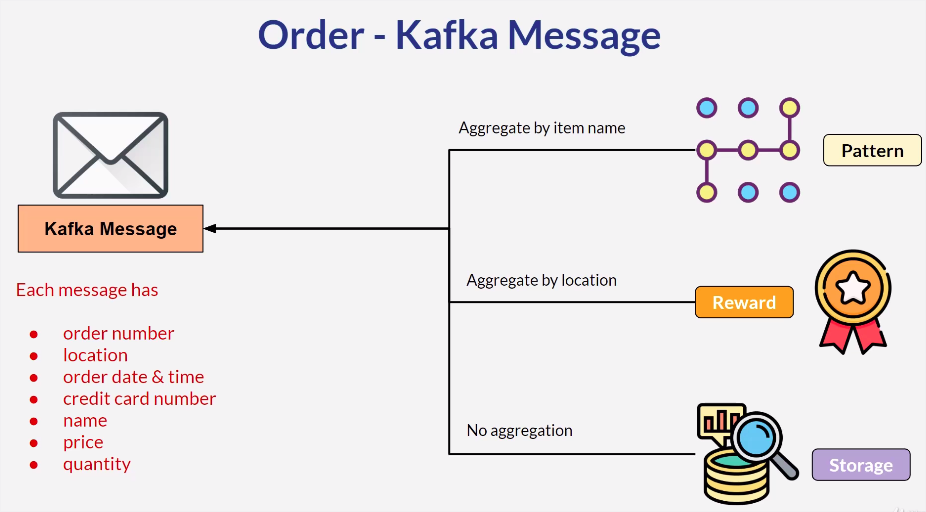 Order - Kafka Message
Aggregate by item name
Pattern
Kafka Message
Aggregate by location
Reward
Each message has
● order number
● location
● order date & time
● credit card number
● name
● price
● quantity
No aggregation
Storage